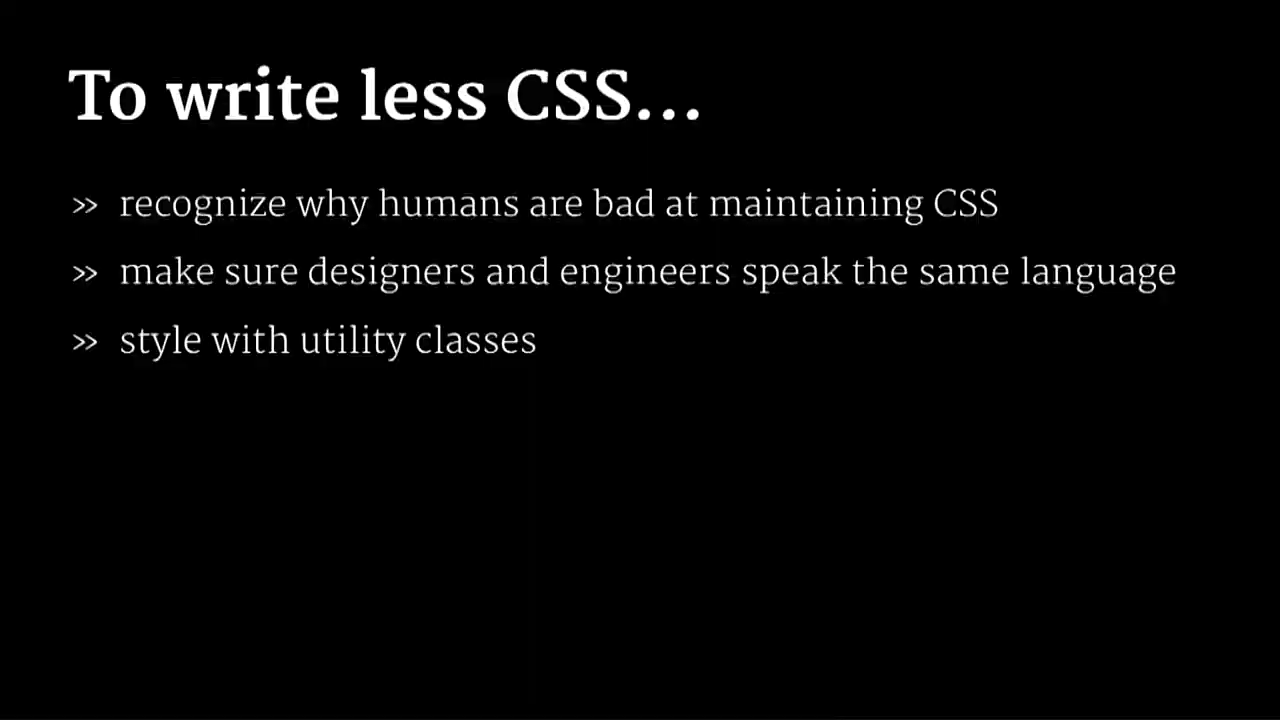 To write less CSS...
» recognize why humans are bad at maintaining CSS
» make sure designers and engineers speak the same language
» style with utility classes